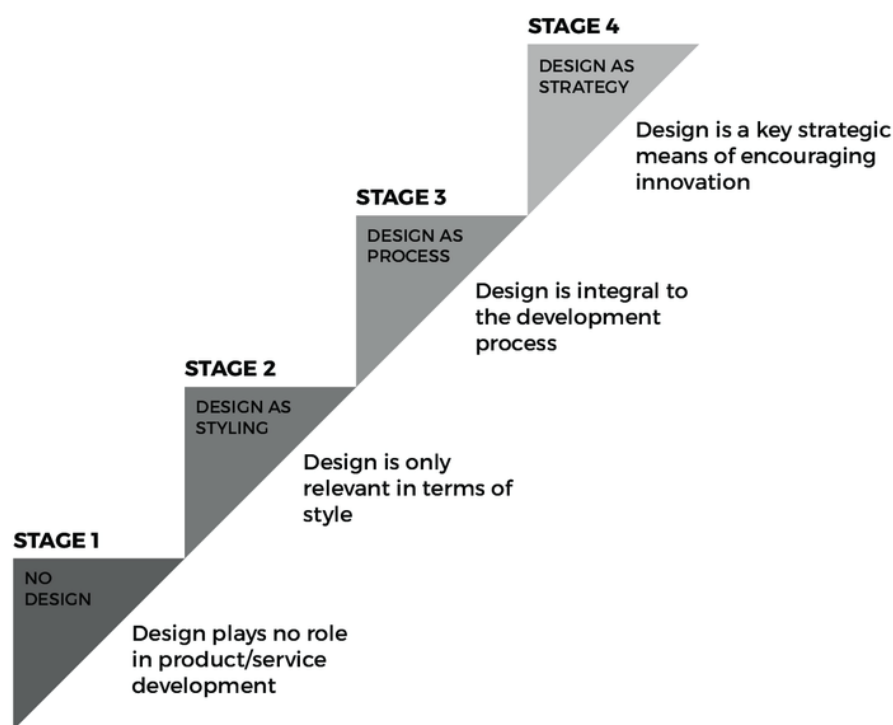 STAGE 4
DESIGN AS
STRATEGY
Design is a key strategic
means of encouraging
innovation
STAGE 3
DESIGN AS
PROCESS
Design is integral to
the development
process
STAGE 2
DESIGN AS
STYLING
Design is only
relevant in terms of
style
STAGE 1
NO
DESIGN
Design plays no role
in product/service
development